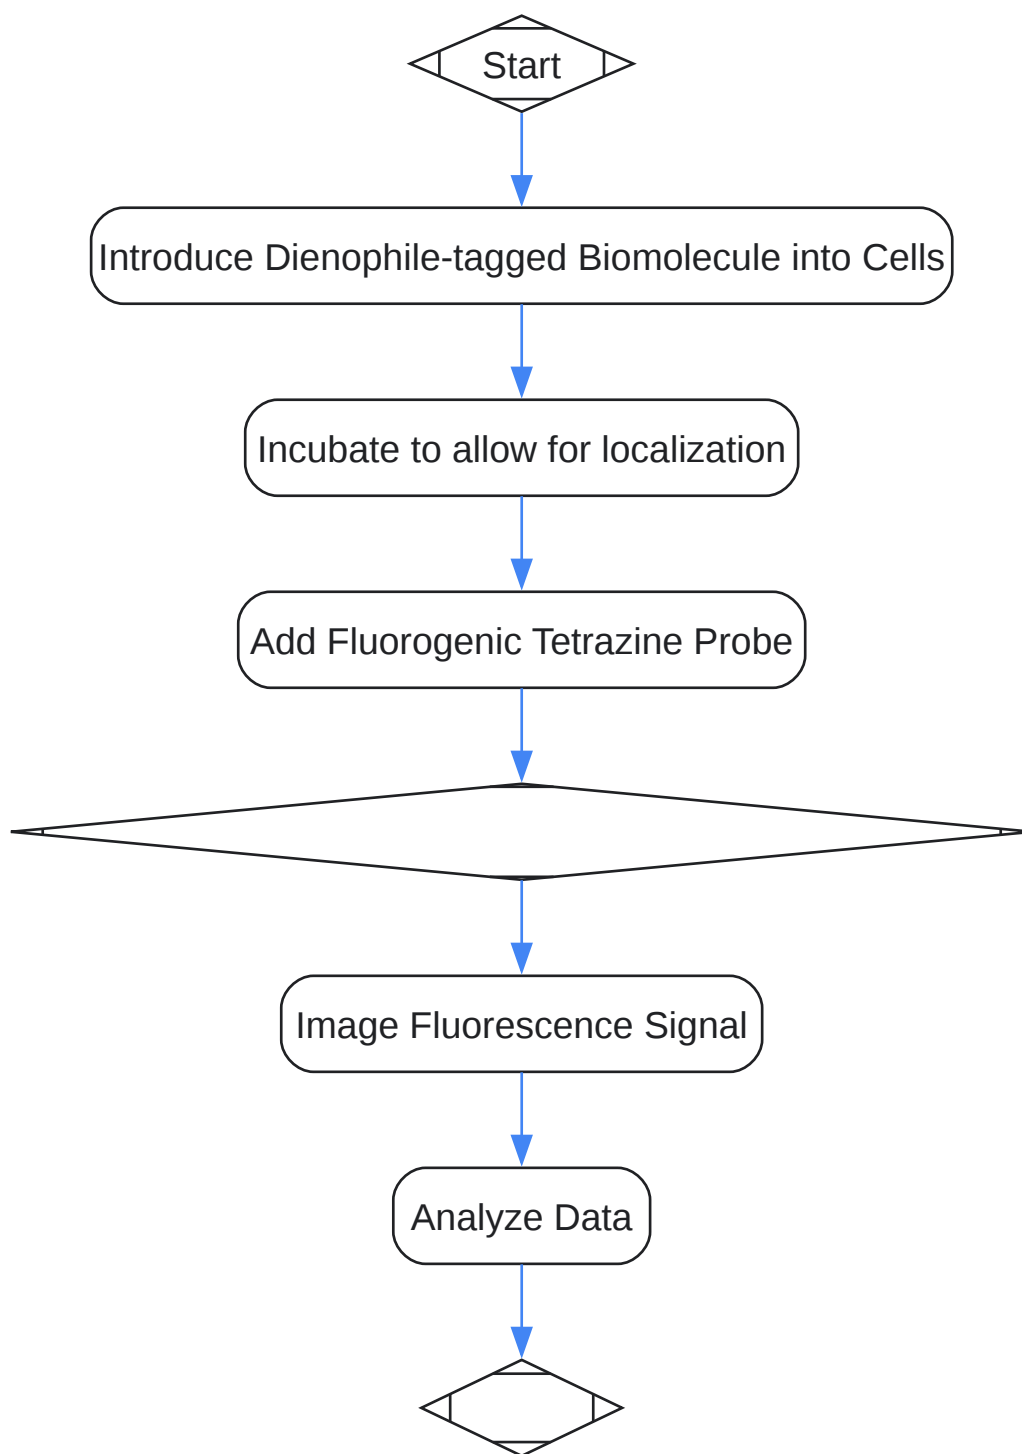 Start
Introduce Dienophile-tagged Biomolecule into Cells
Incubate to allow for localization
Add Fluorogenic Tetrazine Probe
Image Fluorescence Signal
Analyze Data